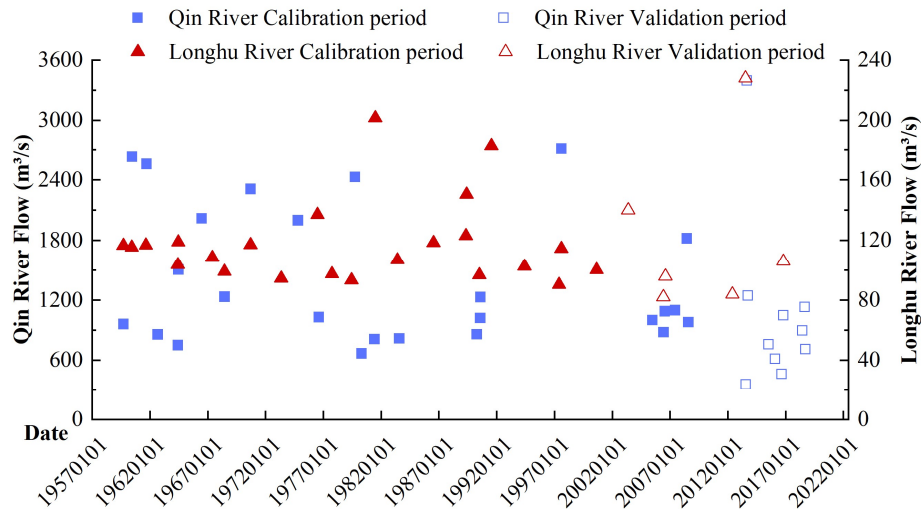 Qin River Calibration period Qin River Validation period
Longhu River Calibration period Longhu River Validation period
3600 240
3000 200
2400 160
1800 120
1200 80
600 40
0 0
Qin River Flow (m³/s)
Longhu River Flow (m³/s)
Date
19570101 19620101 19670101 19720101 19770101 19820101 19870101 19920101 19970101 20020101 20070101 20120101 20170101 20220101